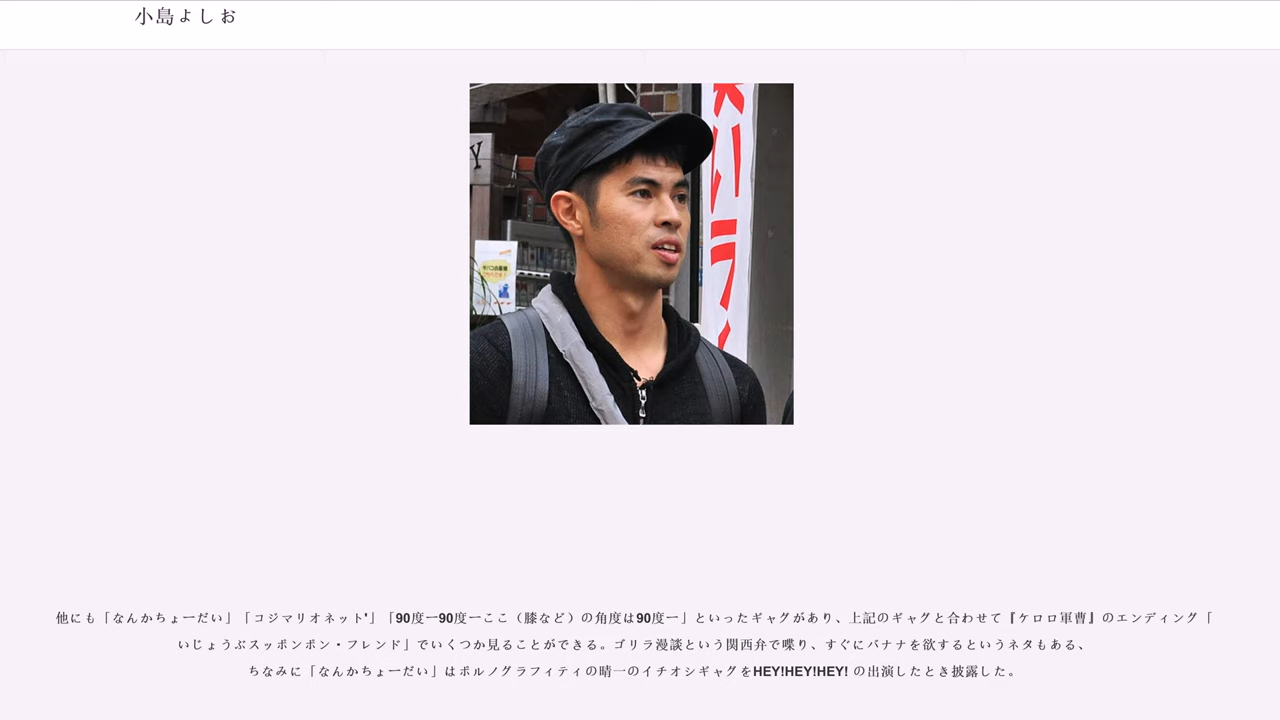 小島よしお
他にも「なんかちょーだい」「コジマリオネット'」「90度ー90度ーここ（膝など）の角度は90度ー」といったギャグがあり、上記のギャグと合わせて『ケロロ軍曹』のエンディング「
いじょうぶスッポンポン・フレンド」でいくつか見ることができる。ゴリラ漫談という関西弁で喋り、すぐにバナナを欲するというネタもある、
ちなみに「なんかちょーだい」はポルノグラフィティの晴一のイチオシギャグをHEY!HEY!HEY! の出演したとき披露した。